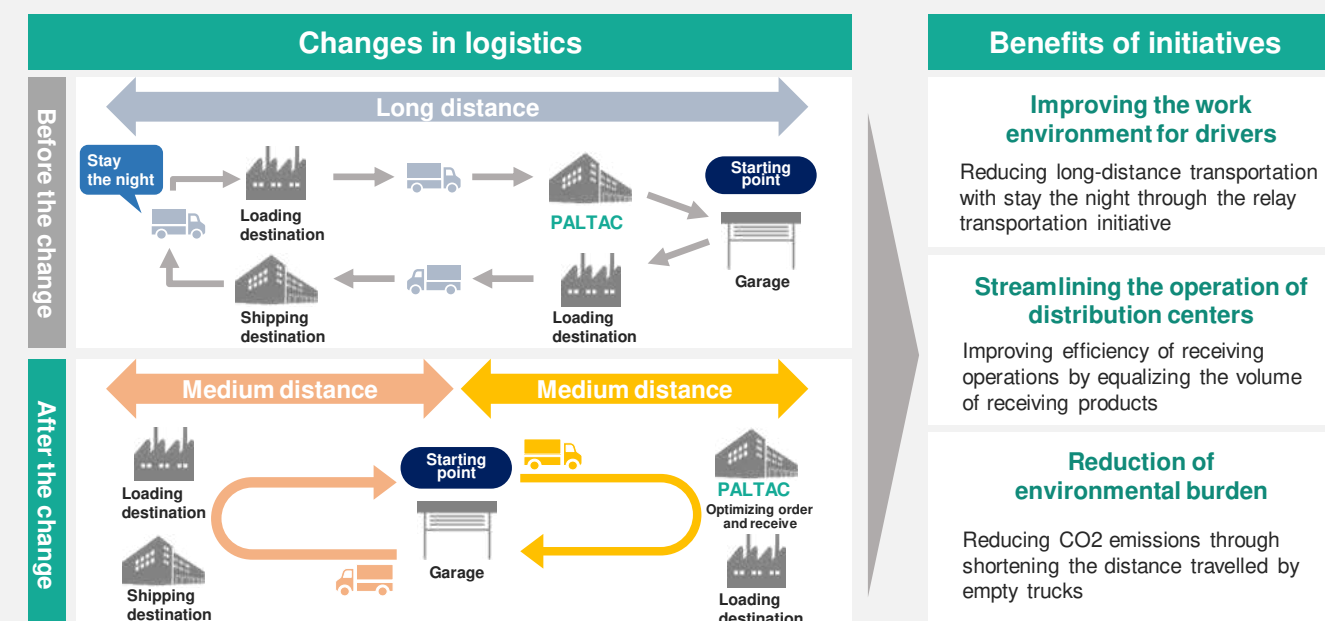 Changes in logistics
Before the change
Long distance
Stay
the night
Loading
destination
PALTAC
Starting
point
Garage
Shipping
destination
Loading
destination
After the change
Medium distance
Medium distance
Loading
destination
Starting
point
PALTAC
Optimizing order
and receive
Garage
Shipping
destination
Loading
destination
Benefits of initiatives
Improving the work
environment for drivers
Reducing long-distance transportation
with stay the night through the relay
transportation initiative
Streamlining the operation of
distribution centers
Improving efficiency of receiving
operations by equalizing the volume
of receiving products
Reduction of
environmental burden
Reducing CO2 emissions through
shortening the distance travelled by
empty trucks